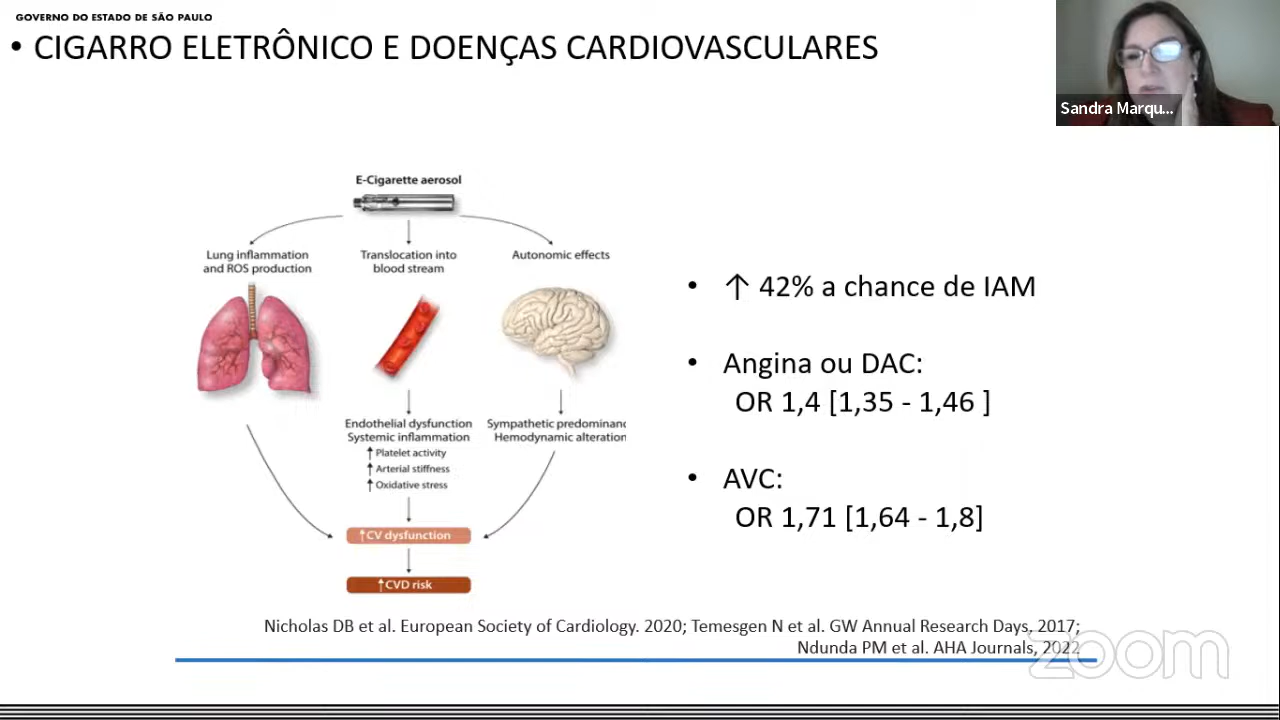 GOVERNO DO ESTADO DE SÃO PAULO
• CIGARRO ELETRÔNICO E DOENÇAS CARDIOVASCULARES
Sandra Marqu...
E-Cigarette aerosol
Lung inflammation
and ROS production
Translocation into
blood stream
Autonomic effects
Endothelial dysfunction
Systemic inflammation
↑ Platelet activity
↑ Arterial stiffness
↑ Oxidative stress
Sympathetic predominanc
Hemodynamic alteration
↑CV dysfunction
↑CVD risk
• ↑ 42% a chance de IAM
• Angina ou DAC:
OR 1,4 [1,35 - 1,46 ]
• AVC:
OR 1,71 [1,64 - 1,8]
Nicholas DB et al. European Society of Cardiology. 2020; Temesgen N et al. GW Annual Research Days, 2017;
Ndunda PM et al. AHA Journals, 2022
zoom